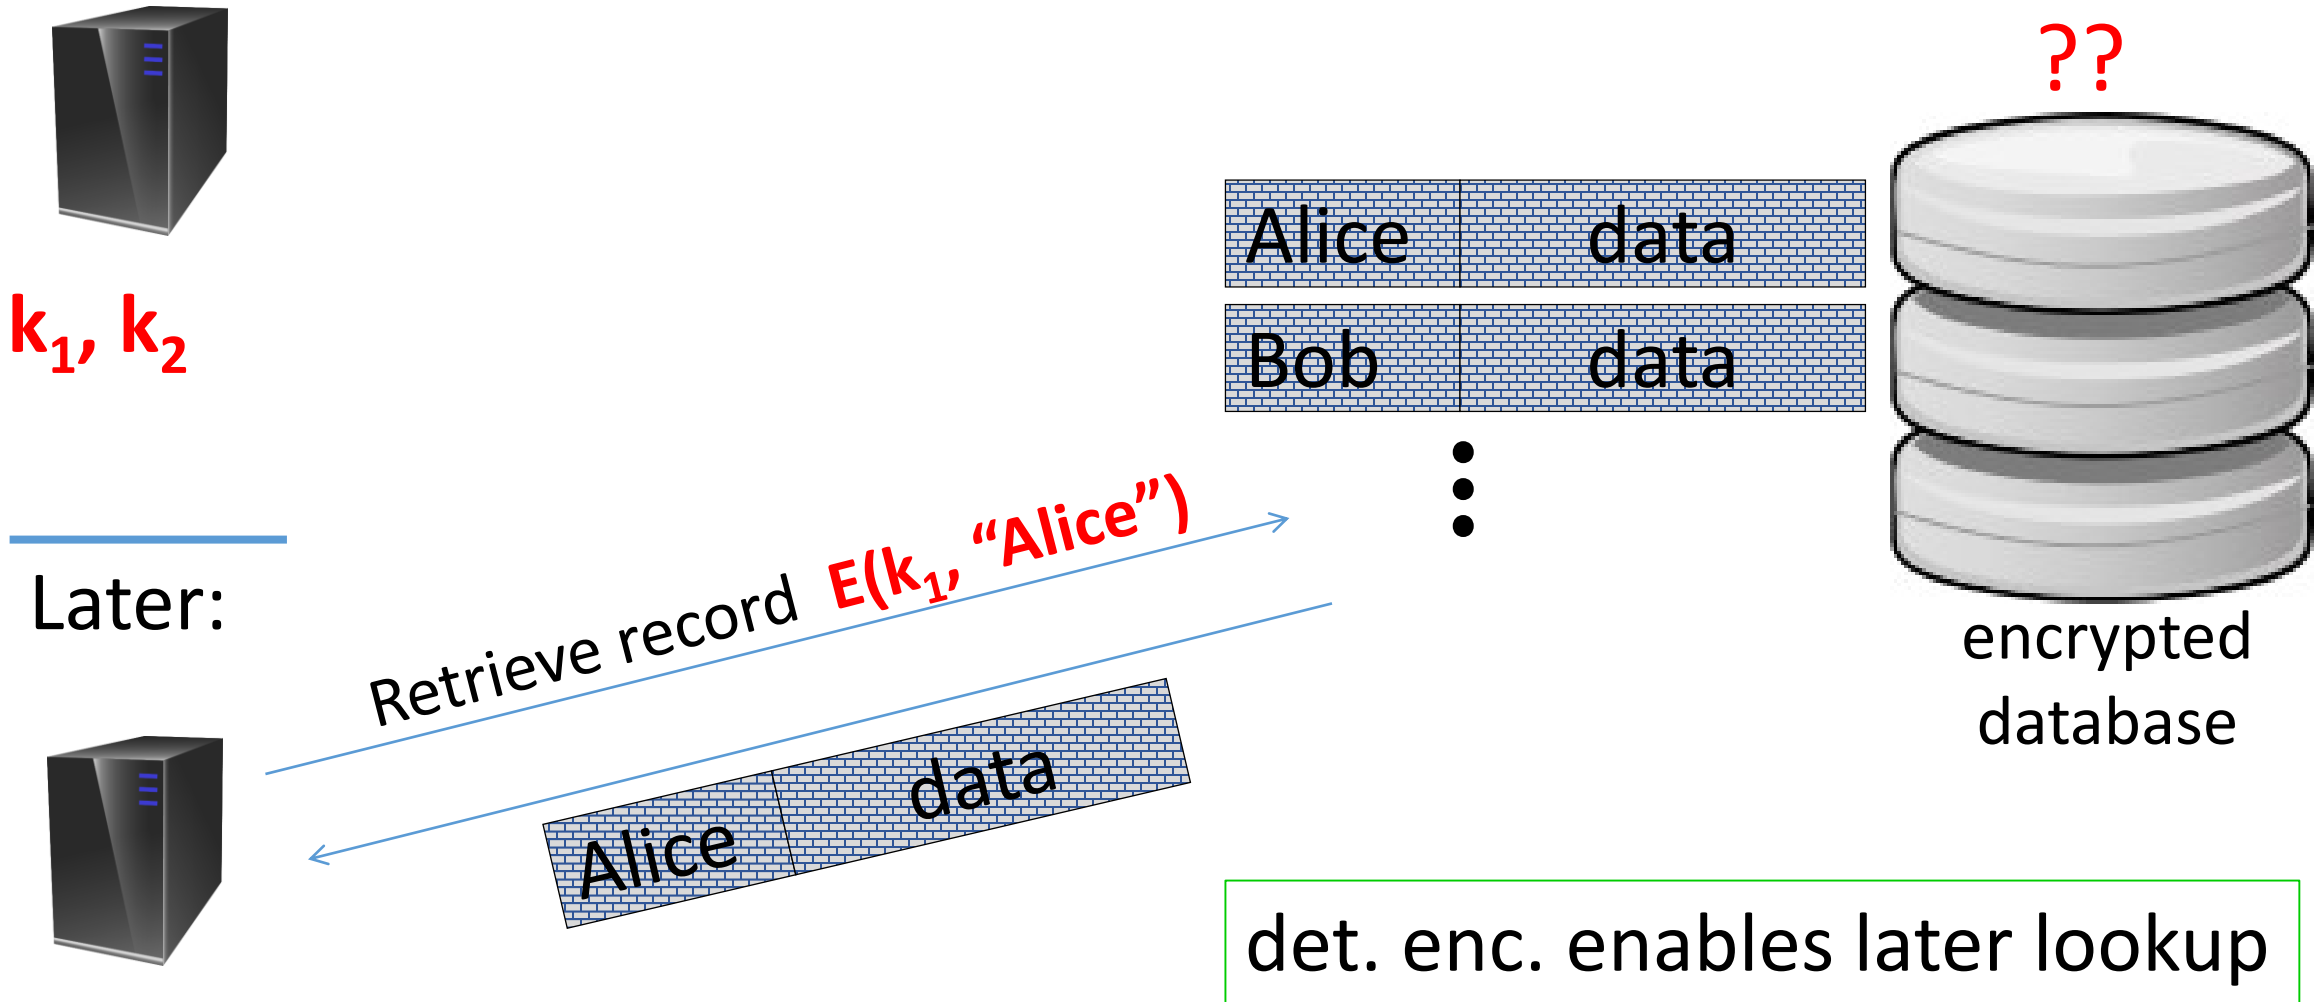 ??
Alice data
Bob data
k₁, k₂
Later:
Retrieve record E(k₁, “Alice”)
encrypted
database
Alice data
det. enc. enables later lookup